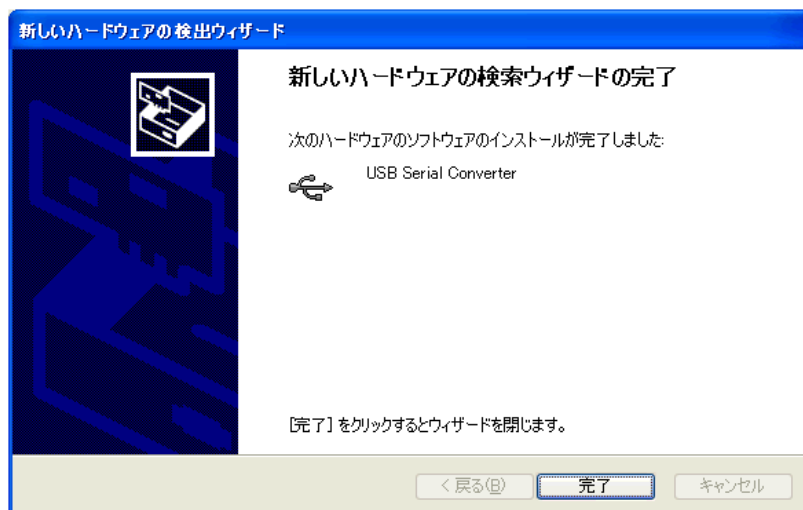 新しいハードウェアの検出ウィザード
新しいハードウェアの検索ウィザードの完了
次のハードウェアのソフトウェアのインストールが完了しました:
USB Serial Converter
[完了] をクリックするとウィザードを閉じます。
< 戻る(B)
完了
キャンセル